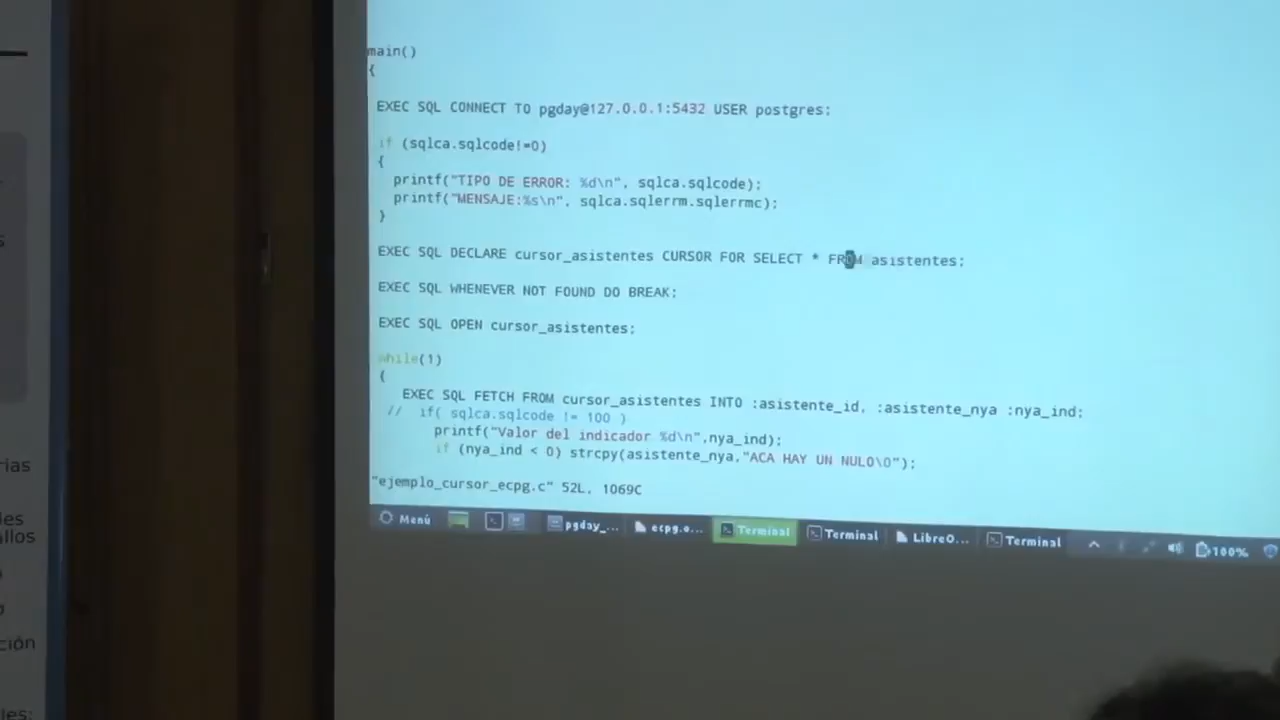 main()
{
EXEC SQL CONNECT TO pgday@127.0.0.1:5432 USER postgres;
if (sqlca.sqlcode!=0)
{
printf("TIPO DE ERROR: %d\n", sqlca.sqlcode);
printf("MENSAJE:%s\n", sqlca.sqlerrm.sqlerrmc);
}
EXEC SQL DECLARE cursor_asistentes CURSOR FOR SELECT * FROM asistentes;
EXEC SQL WHENEVER NOT FOUND DO BREAK;
EXEC SQL OPEN cursor_asistentes;
while(1)
{
EXEC SQL FETCH FROM cursor_asistentes INTO :asistente_id, :asistente_nya :nya_ind;
// if( sqlca.sqlcode != 100 )
printf("Valor del indicador %d\n",nya_ind);
if (nya_ind < 0) strcpy(asistente_nya,"ACA HAY UN NULO\0");
"ejemplo_cursor_ecpg.c" 52L, 1069C
Menú pgday_... ecpg.o... Terminal Terminal LibreO... Terminal 100%